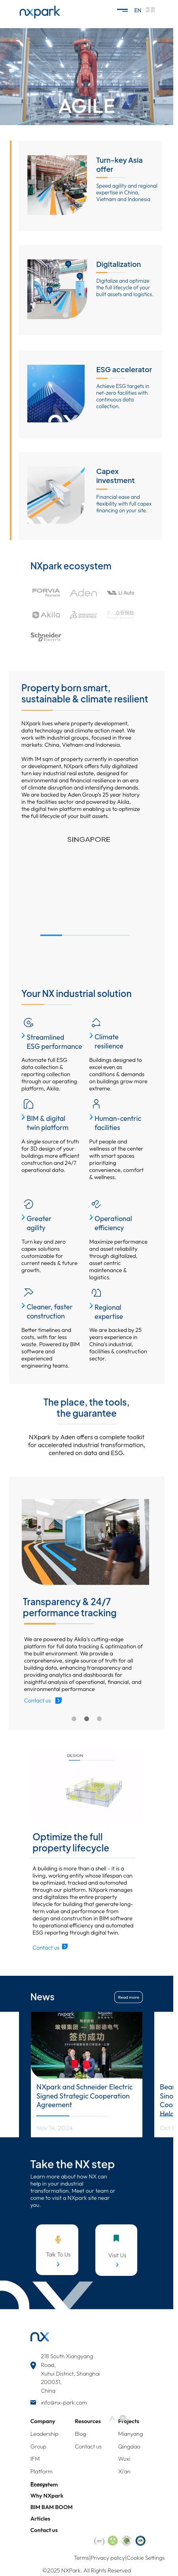 nxpark
EN
AGILE
Turn-key Asia
offer
Speed agility and regional
expertise in China,
Vietnam and Indonesia
Digitalization
Digitalize and optimize
the full lifecycle of your
built assets and logistics.
ESG accelerator
Achieve ESG targets in
net-zero facilities with
continuous data
collection.
Capex
investment
Financial ease and
flexibility with full capex
financing on your site.
NXpark ecosystem
FORVIA
Aden
Li Auto
Akila
Schneider
Electric
Property born smart,
sustainable & climate resilient
NXpark lives where property development,
data technology and climate action meet. We
work with industrial groups, focused in three
markets: China, Vietnam and Indonesia.
With 1M sqm of property currently in operation
or development, NXpark offers fully digitalized
turn key industrial real estate, designed for
environmental and financial resilience in an era
of climate disruption and intensifying demands.
We are backed by Aden Group's 25 year history
in the facilities sector and powered by Akila,
the digital twin platform enabling us to optimize
the full lifecycle of your built assets.
SINGAPORE
Your NX industrial solution
Streamlined
ESG performance
Climate
resilience
Automate full ESG
data collection &
reporting collection
through our operating
platform, Akila.
Buildings designed to
excel even as
conditions & demands
on buildings grow more
extreme.
BIM & digital
twin platform
Human-centric
facilities
A single source of truth
for 3D design of your
buildings more efficient
construction and 24/7
operational data.
Put people and
wellness at the center
with smart spaces
prioritizing
convenience, comfort
& wellness.
Greater
agility
Operational
efficiency
Turn key and zero
capex solutions
customizable for
current needs & future
growth.
Maximize performance
and asset reliability
through digitalized,
asset centric
maintenance &
logistics.
Cleaner, faster
construction
Regional
expertise
Better timelines and
costs, with far less
waste. Powered by BIM
software and
experienced
engineering teams.
We are backed by 25
years experience in
China's industrial,
facilities & construction
sector.
The place, the tools,
the guarantee
NXpark by Aden offers a complete toolkit
for accelerated industrial transformation,
centered on data and ESG.
Transparency & 24/7
performance tracking
We are powered by Akila's cutting-edge
platform for full data tracking & optimization of
the built environment. We provide a
comprehensive, single source of truth for all
building data, enhancing transparency and
providing dashboards and providing
insightful analysis of operational, financial, and
environmental performance
Contact us
DESIGN
Optimize the full
property lifecycle
A building is more than a shell - it is a
living, working entity whose lifespan can
be optimized, tracked and accounted
through our platform. NXpark manages
and digitalizes the entire property
lifecycle for buildings that generate long-
term value and performance from
design and construction in BIM software
to optimized operations and efficient
ESG reporting through digital twin.
Contact us
News
Read more
NXpark and Schneider Electric
Signed Strategic Cooperation
Agreement
Nov 14, 2024
Take the NX step
Learn more about how NX can
help in your industrial
transformation. Meet our team or
come to visit a NXpark site near
you.
Talk To Us
Visit Us
nx
218 South Xiangyang
Road,
Xuhui District. Shanghai
200031,
China
info@nx-park.com
Company
Resources
Projects
Leadership
Blog
Mianyang
Group
Contact us
Qingdao
IFM
Wuxi
Platform
Xi'an
Ecosystem
Why NXpark
BIM BAM BOOM
Articles
Contact us
Terms|Privacy policy|Cookie Settings
©2025 NXPark. All Rights Reserved